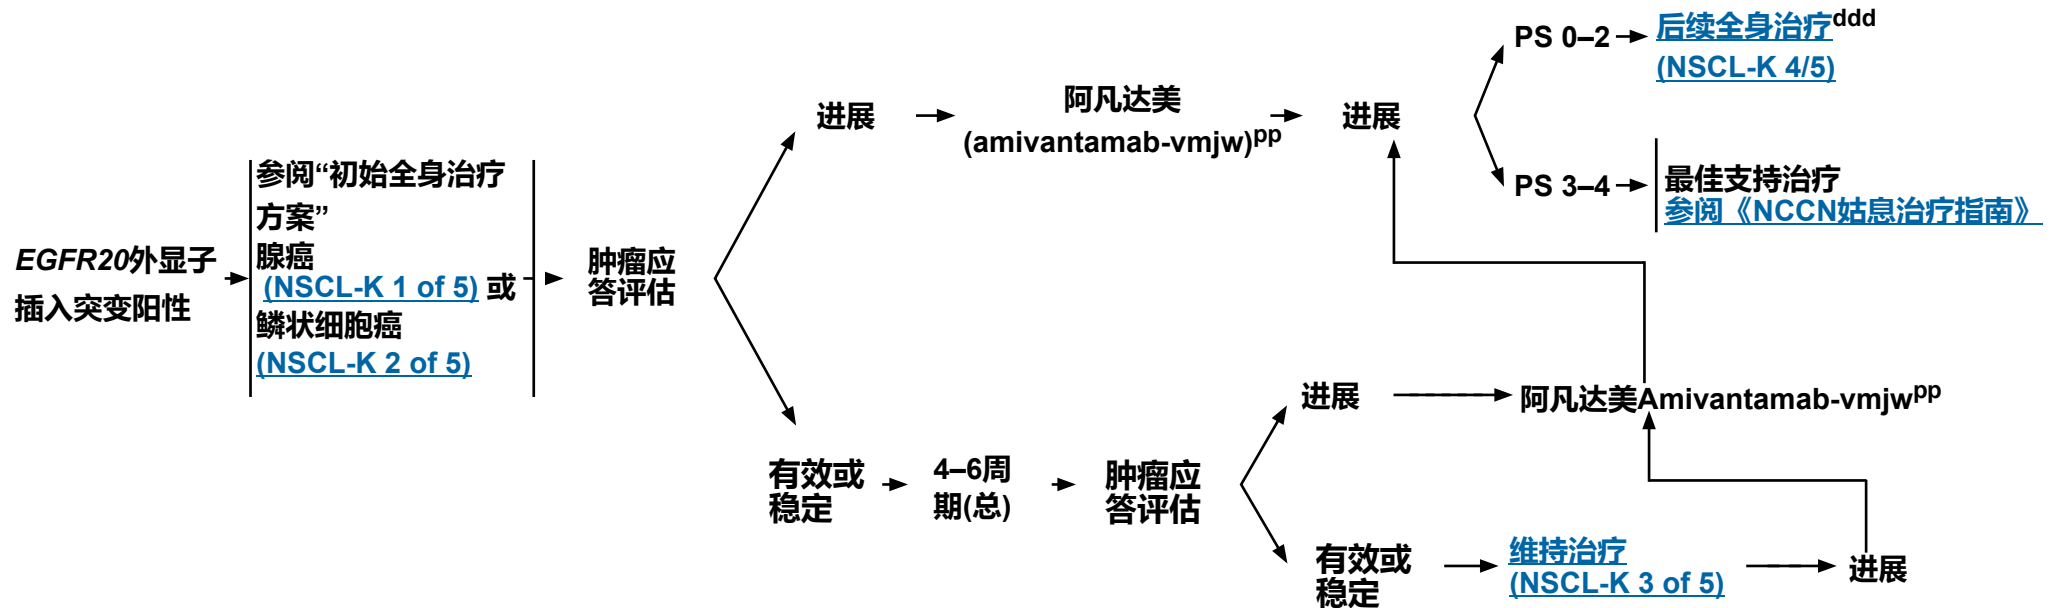 EGFR20外显子
插入突变阳性
参阅“初始全身治疗
方案”
腺癌
(NSCL-K 1 of 5) 或
鳞状细胞癌
(NSCL-K 2 of 5)
肿瘤应
答评估
进展
阿凡达美
(amivantamab-vmjw)pp
进展
PS 0–2
后续全身治疗ddd
(NSCL-K 4/5)
PS 3–4
最佳支持治疗
参阅《NCCN姑息治疗指南》
有效或
稳定
4–6周
期(总)
肿瘤应
答评估
进展
阿凡达美Amivantamab-vmjwpp
有效或
稳定
维持治疗
(NSCL-K 3 of 5)
进展